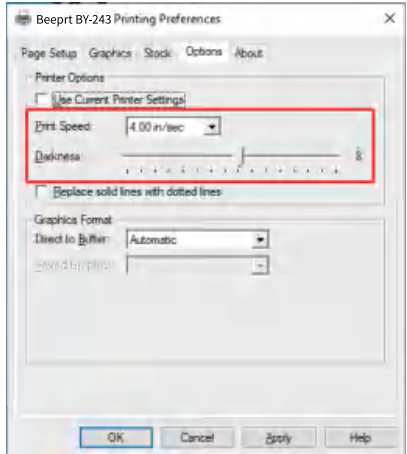 Beeprt BY-243 Printing Preferences
Page Setup Graphics Stock Options About
Printer Options
Use Current Printer Settings
Print Speed: 4.00 in/sec
Darkness: 8
Replace solid lines with dotted lines
Graphics Format
Direct to Buffer: Automatic
Stored Graphics:
OK Cancel Apply Help